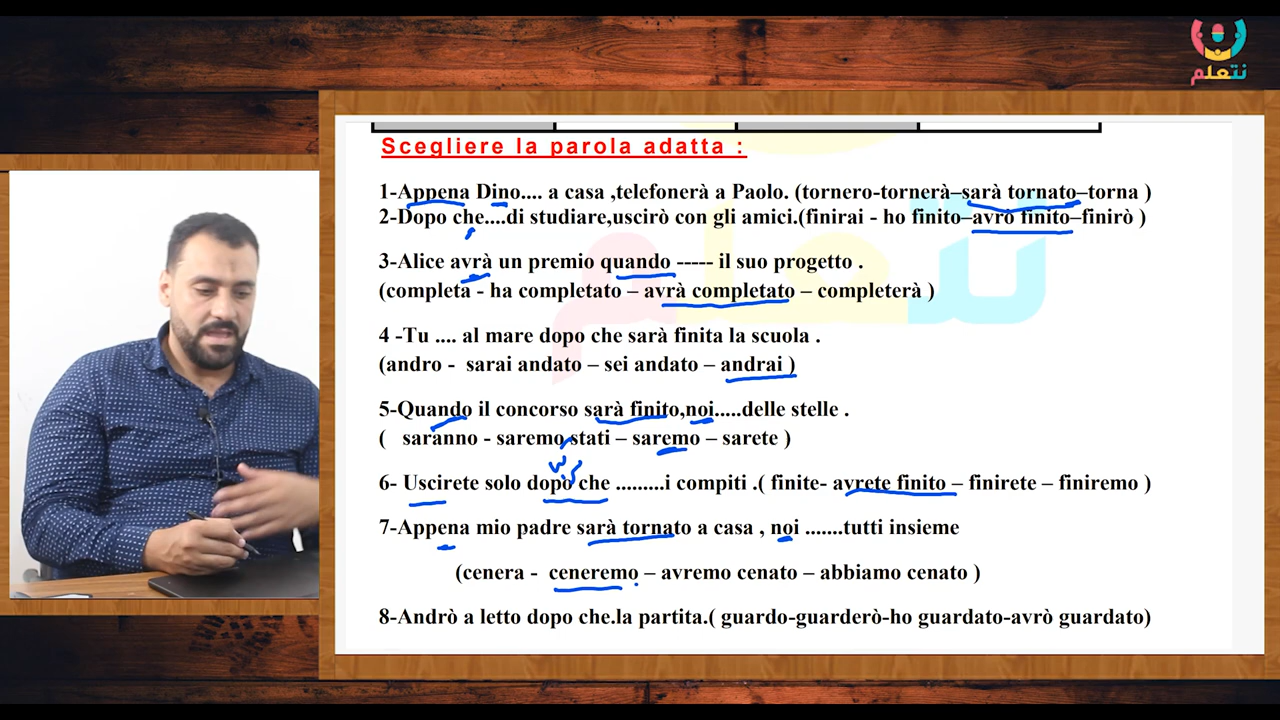 نتعلم
Scegliere la parola adatta :
1-Appena Dino.... a casa ,telefonerà a Paolo. (tornero-tornerà–sarà tornato–torna )
2-Dopo che....di studiare,uscirò con gli amici.(finirai - ho finito–avrò finito–finirò )
3-Alice avrà un premio quando ----- il suo progetto .
(completa - ha completato – avrà completato – completerà )
4 -Tu .... al mare dopo che sarà finita la scuola .
(andro - sarai andato – sei andato – andrai )
5-Quando il concorso sarà finito,noi.....delle stelle .
( saranno - saremo stati – saremo – sarete )
6- Uscirete solo dopo che .........i compiti .( finite- avrete finito – finirete – finiremo )
7-Appena mio padre sarà tornato a casa , noi .......tutti insieme
(cenera - ceneremo – avremo cenato – abbiamo cenato )
8-Andrò a letto dopo che.la partita.( guardo-guarderò-ho guardato-avrò guardato)